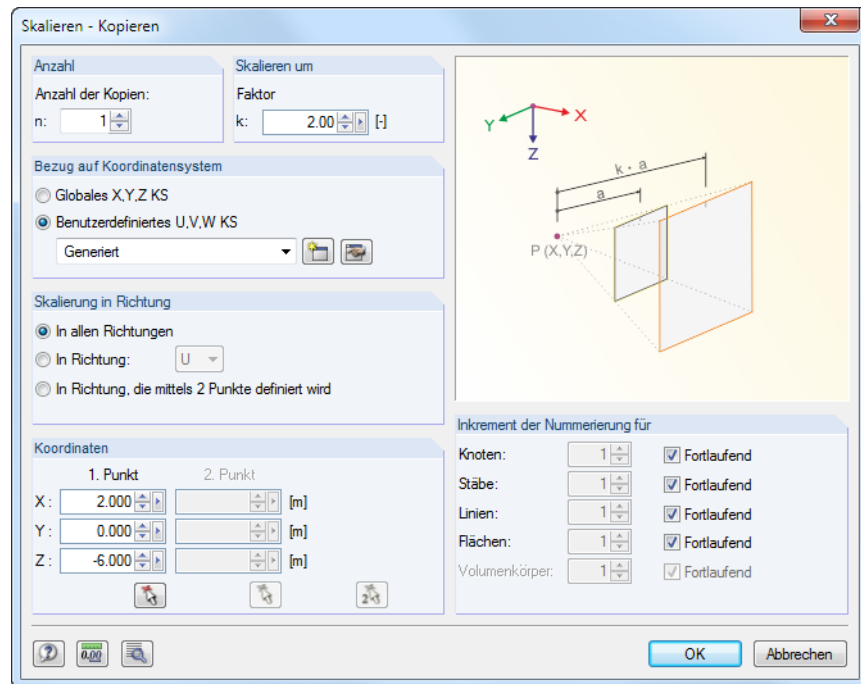 Skalieren - Kopieren
Anzahl
Anzahl der Kopien:
n: 1
Skalieren um
Faktor
k: 2.00 [-]
Bezug auf Koordinatensystem
Globales X,Y,Z KS
Benutzerdefiniertes U,V,W KS
Generiert
Skalierung in Richtung
In allen Richtungen
In Richtung: U
In Richtung, die mittels 2 Punkte definiert wird
Koordinaten
1. Punkt 2. Punkt
X : 2.000 [m]
Y : 0.000 [m]
Z : -6.000 [m]
2
X
Y
Z
k · a
a
P (X,Y,Z)
Inkrement der Nummerierung für
Knoten: 1 Fortlaufend
Stäbe: 1 Fortlaufend
Linien: 1 Fortlaufend
Flächen: 1 Fortlaufend
Volumenkörper: 1 Fortlaufend
? 0.00
OK Abbrechen